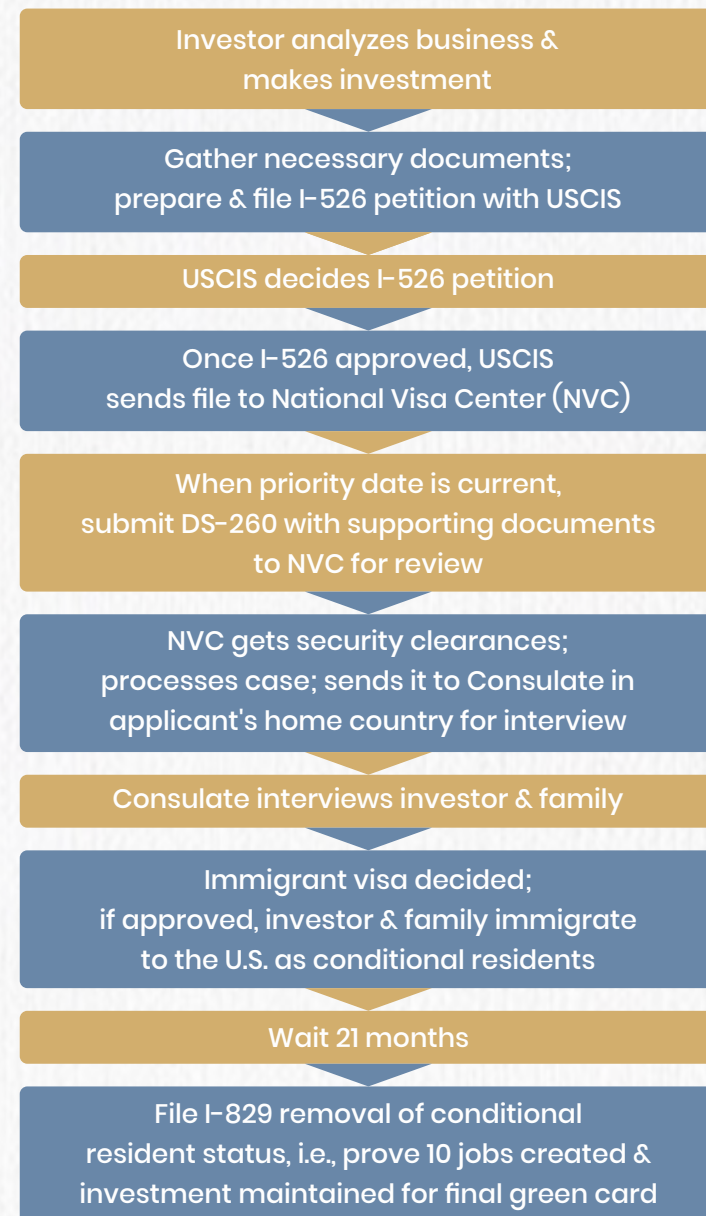 Investor analyzes business &
makes investment
Gather necessary documents;
prepare & file I-526 petition with USCIS
USCIS decides I-526 petition
Once I-526 approved, USCIS
sends file to National Visa Center (NVC)
When priority date is current,
submit DS-260 with supporting documents
to NVC for review
NVC gets security clearances;
processes case; sends it to Consulate in
applicant's home country for interview
Consulate interviews investor & family
Immigrant visa decided;
if approved, investor & family immigrate
to the U.S. as conditional residents
Wait 21 months
File I-829 removal of conditional
resident status, i.e., prove 10 jobs created &
investment maintained for final green card